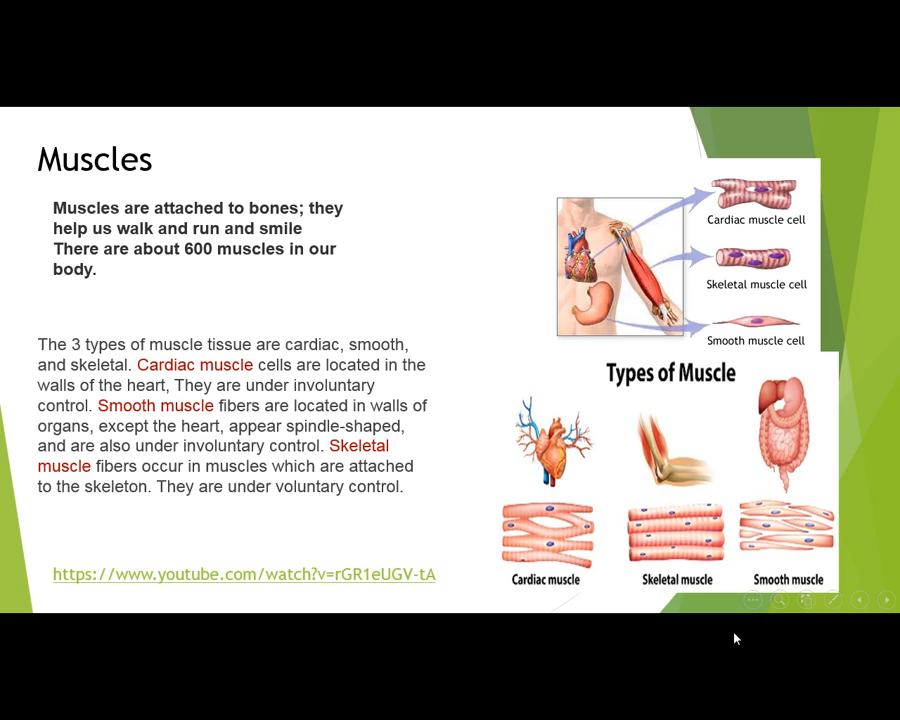 Muscles
Muscles are attached to bones; they
help us walk and run and smile
There are about 600 muscles in our
body.
The 3 types of muscle tissue are cardiac, smooth,
and skeletal. Cardiac muscle cells are located in the
walls of the heart, They are under involuntary
control. Smooth muscle fibers are located in walls of
organs, except the heart, appear spindle-shaped,
and are also under involuntary control. Skeletal
muscle fibers occur in muscles which are attached
to the skeleton. They are under voluntary control.
https://www.youtube.com/watch?v=rGR1eUGV-tA
Cardiac muscle cell
Skeletal muscle cell
Smooth muscle cell
Types of Muscle
Cardiac muscle
Skeletal muscle
Smooth muscle